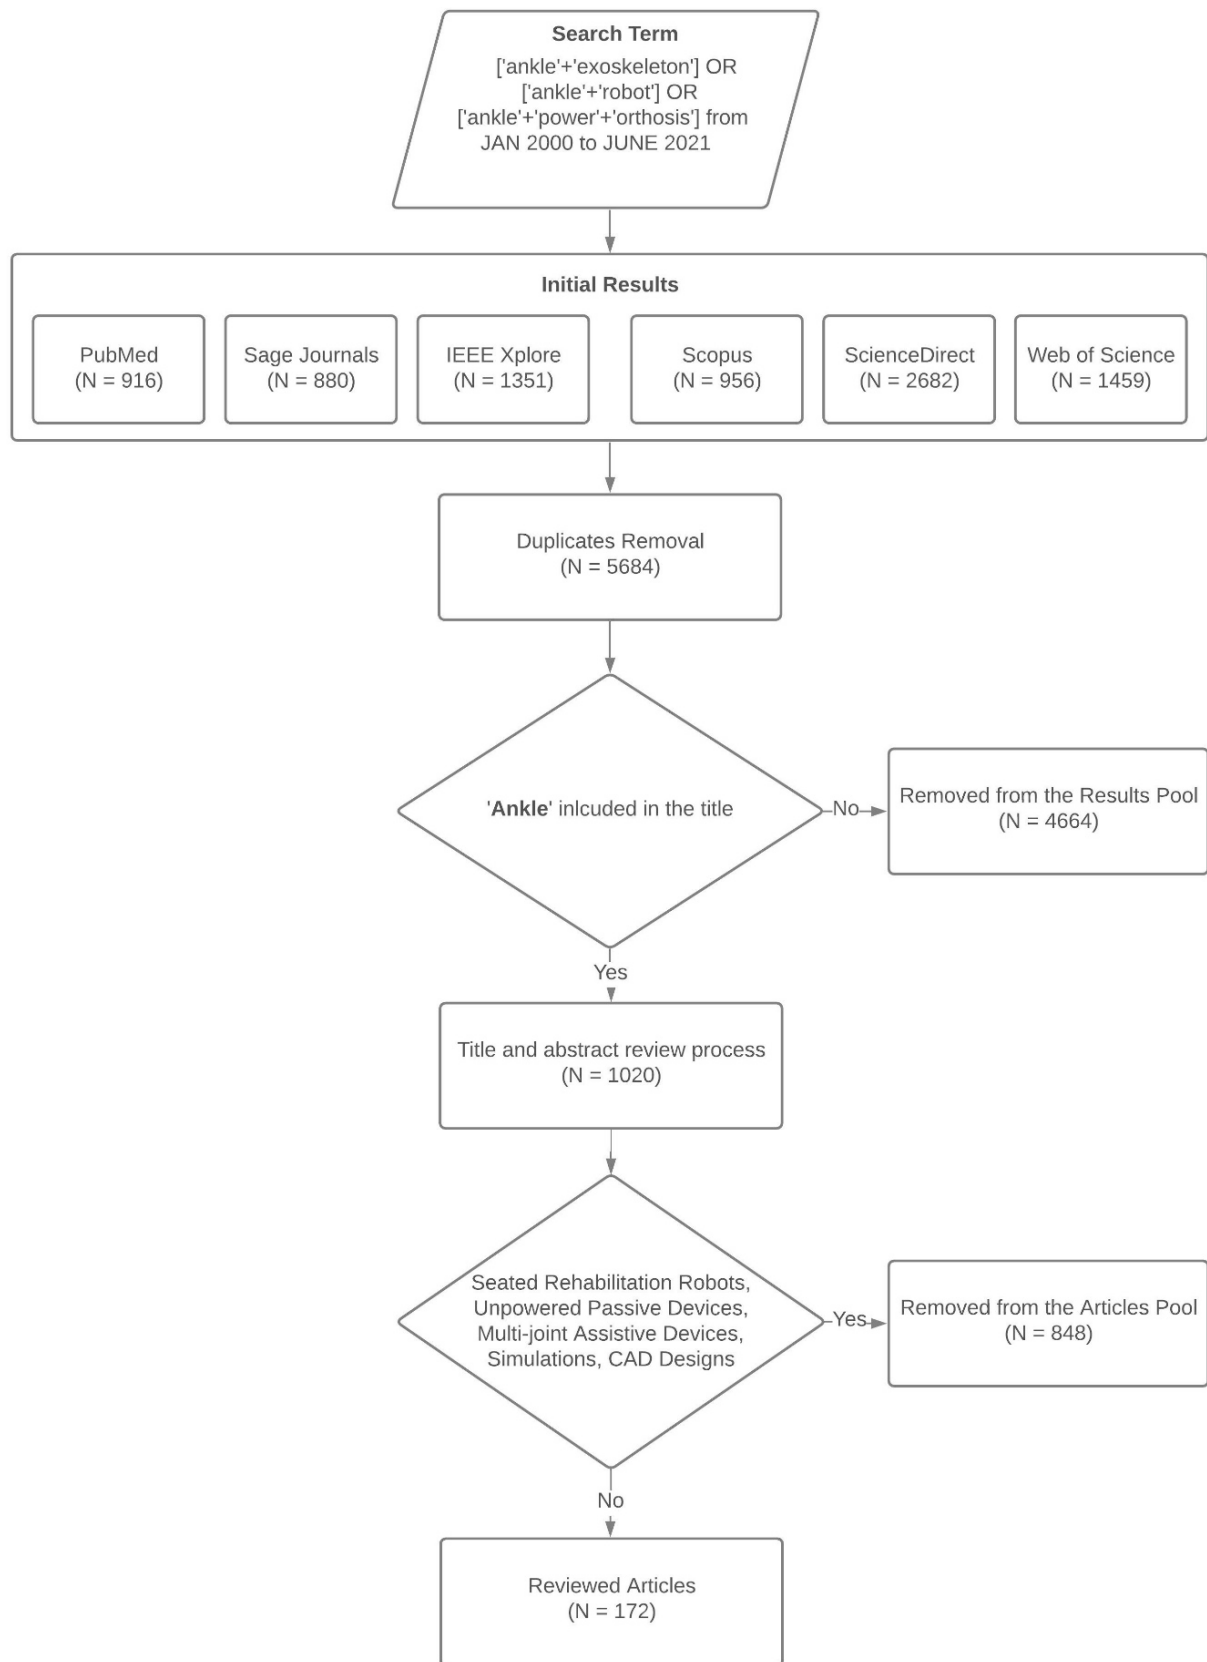 Search Term
['ankle'+'exoskeleton'] OR
['ankle'+'robot'] OR
['ankle'+'power'+'orthosis'] from
JAN 2000 to JUNE 2021
Initial Results
PubMed
(N = 916)
Sage Journals
(N = 880)
IEEE Xplore
(N = 1351)
Scopus
(N = 956)
ScienceDirect
(N = 2682)
Web of Science
(N = 1459)
Duplicates Removal
(N = 5684)
'Ankle' inlcuded in the title
No
Removed from the Results Pool
(N = 4664)
Yes
Title and abstract review process
(N = 1020)
Seated Rehabilitation Robots,
Unpowered Passive Devices,
Multi-joint Assistive Devices,
Simulations, CAD Designs
Yes
Removed from the Articles Pool
(N = 848)
No
Reviewed Articles
(N = 172)